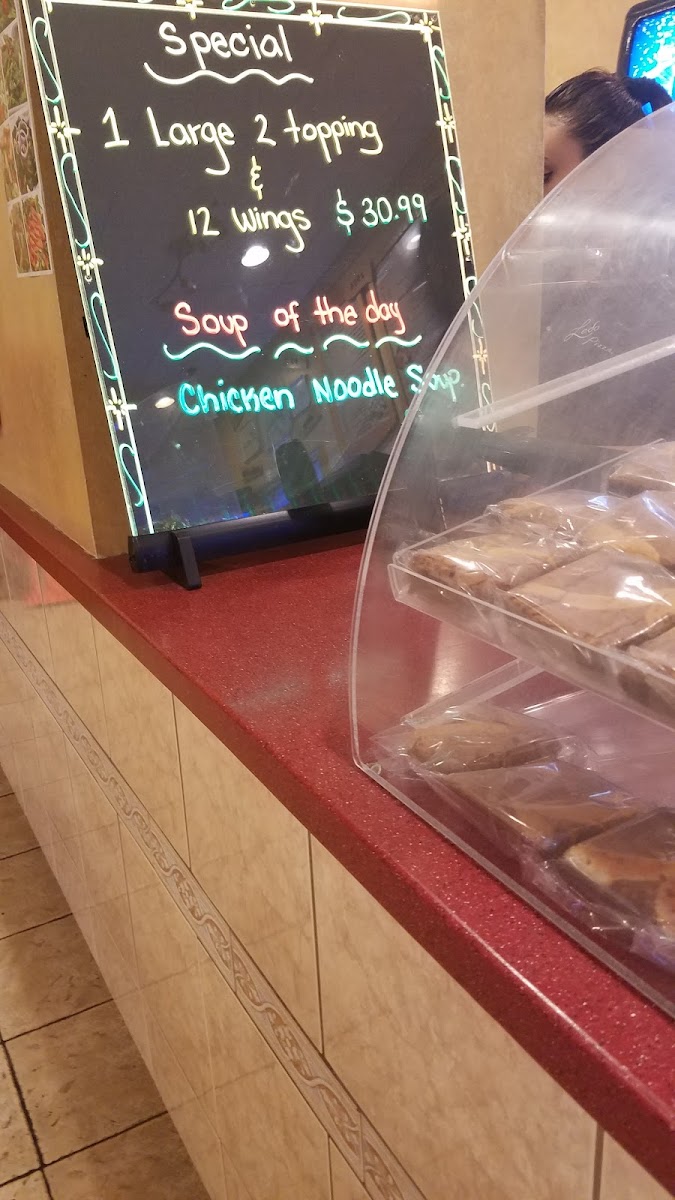 Special
1 Large 2 topping
&
12 Wings $30.99
Soup of the day
Chicken Noodle Soup.